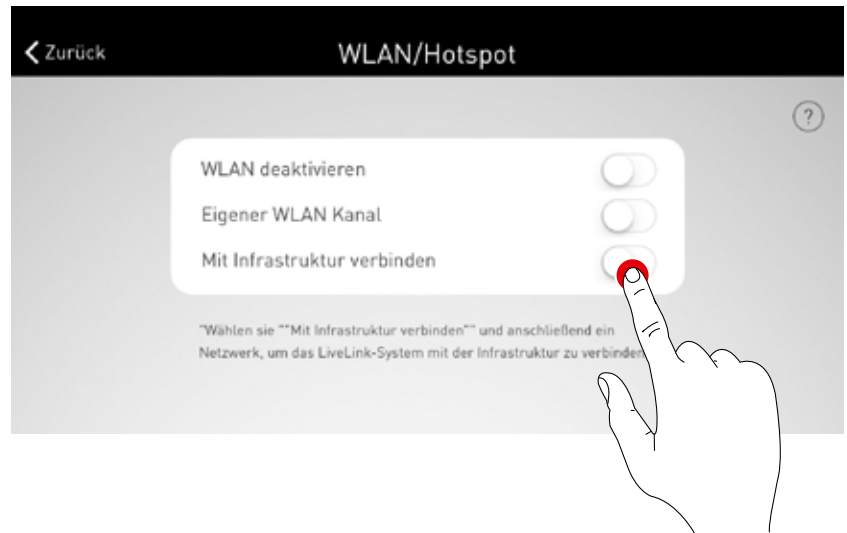 Zurück
WLAN/Hotspot
?
WLAN deaktivieren
Eigener WLAN Kanal
Mit Infrastruktur verbinden
"Wählen sie ""Mit Infrastruktur verbinden"" und anschließend ein
Netzwerk, um das LiveLink-System mit der Infrastruktur zu verbinden